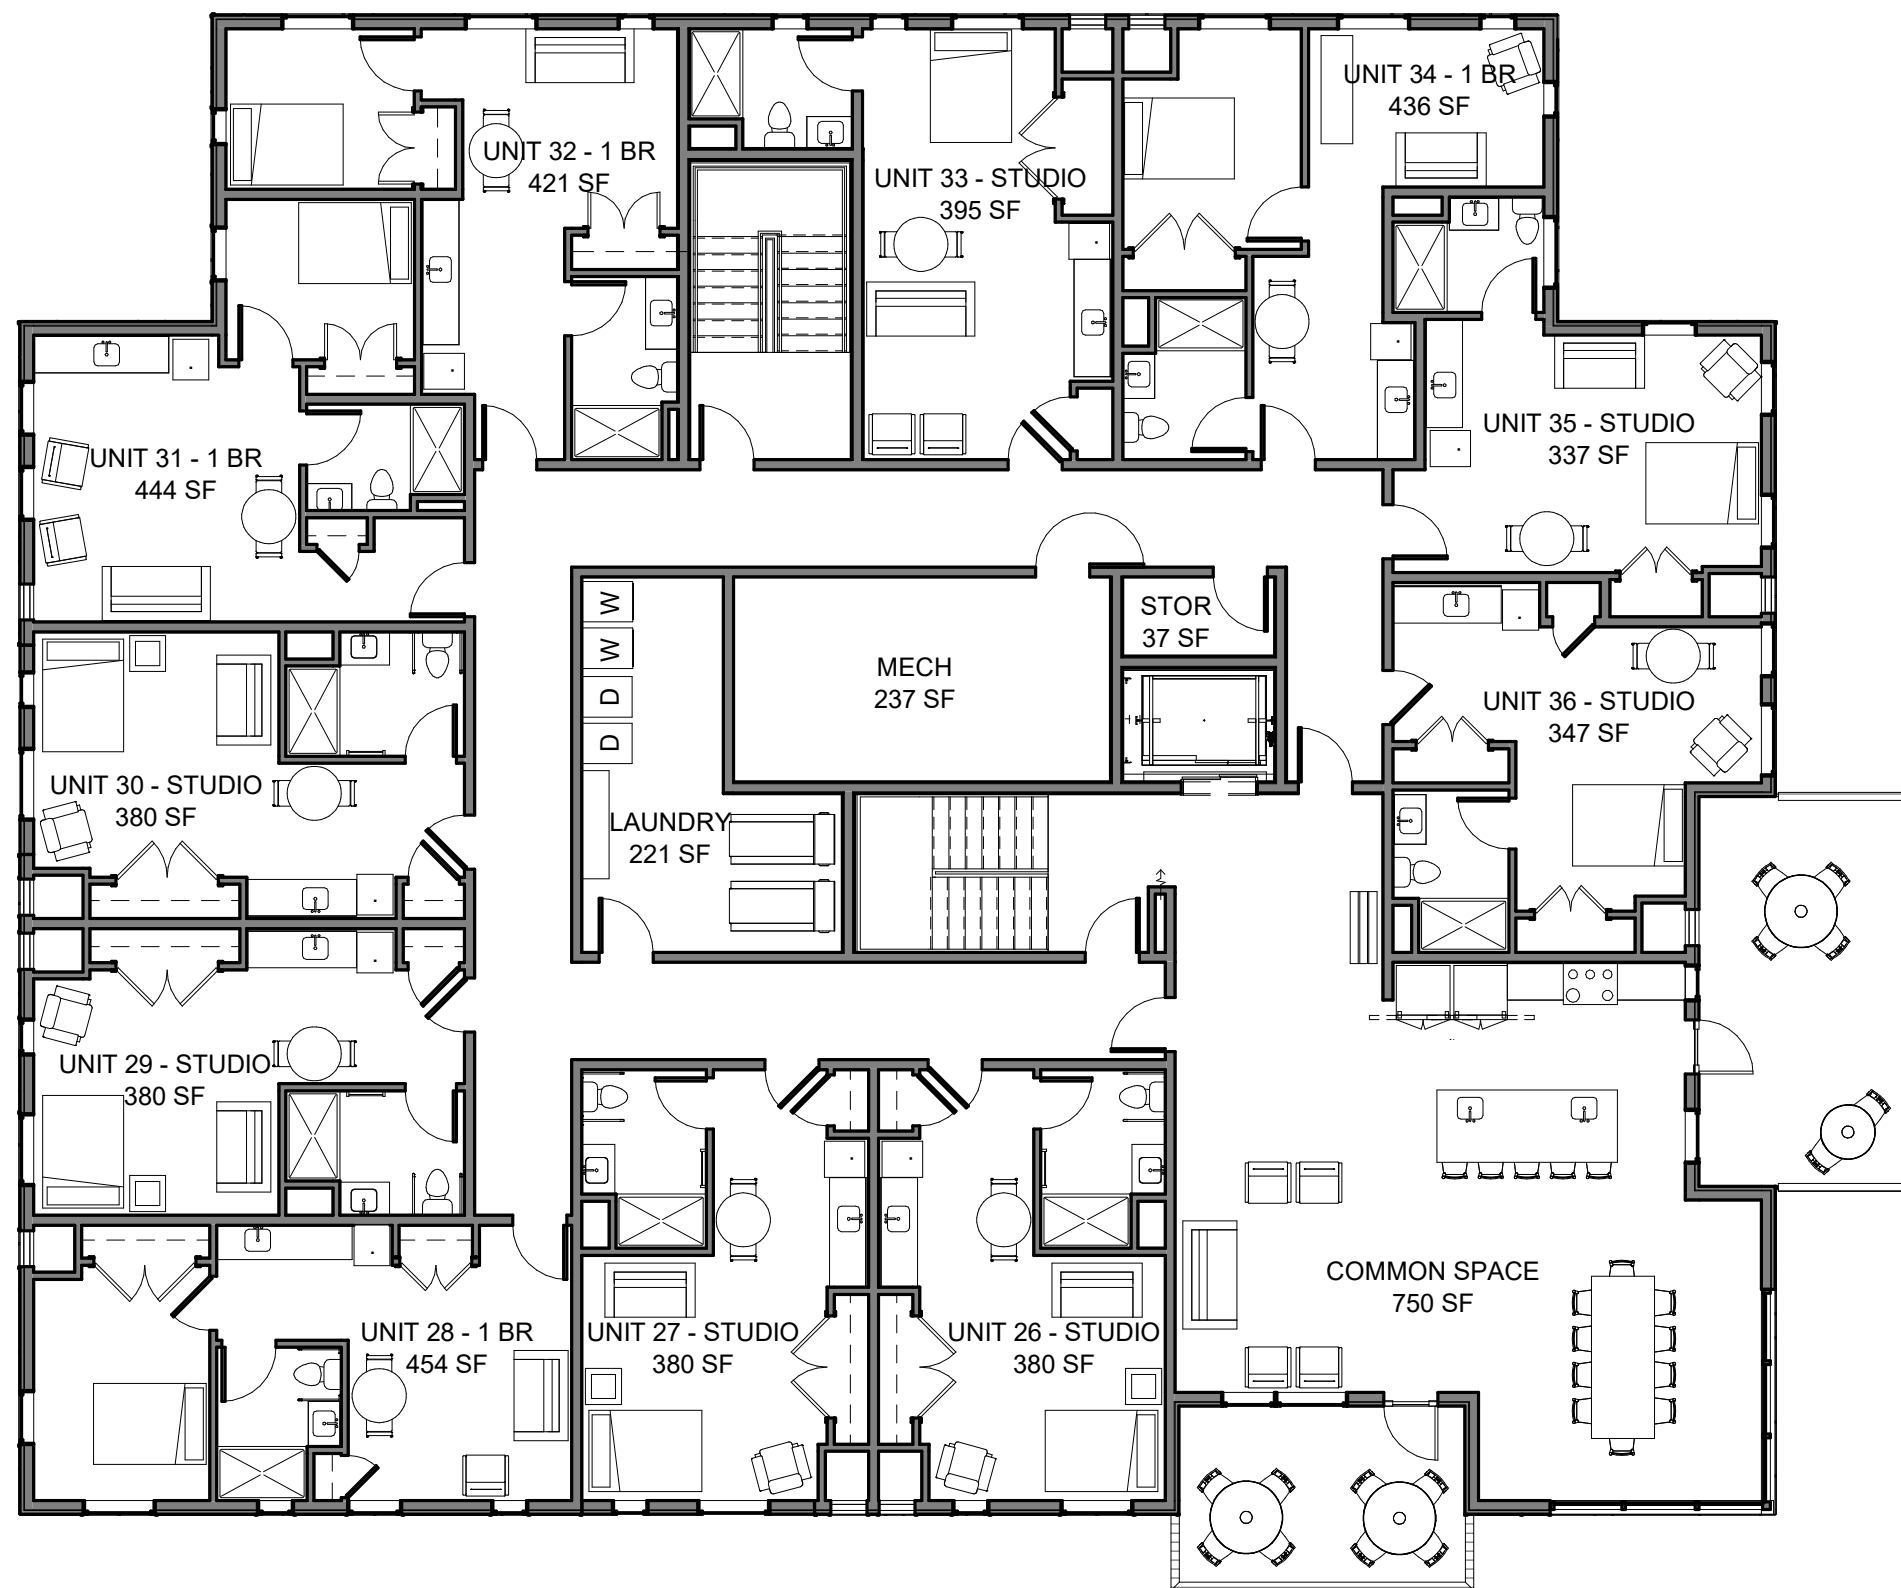 UNIT 34 - 1 BR
436 SF
UNIT 32 - 1 BR
421 SF
UNIT 33 - STUDIO
395 SF
UNIT 35 - STUDIO
337 SF
UNIT 31 - 1 BR
444 SF
W
W
D
D
STOR
37 SF
MECH
237 SF
UNIT 36 - STUDIO
347 SF
UNIT 30 - STUDIO
380 SF
LAUNDRY
221 SF
UNIT 29 - STUDIO
380 SF
COMMON SPACE
750 SF
UNIT 28 - 1 BR
454 SF
UNIT 27 - STUDIO
380 SF
UNIT 26 - STUDIO
380 SF